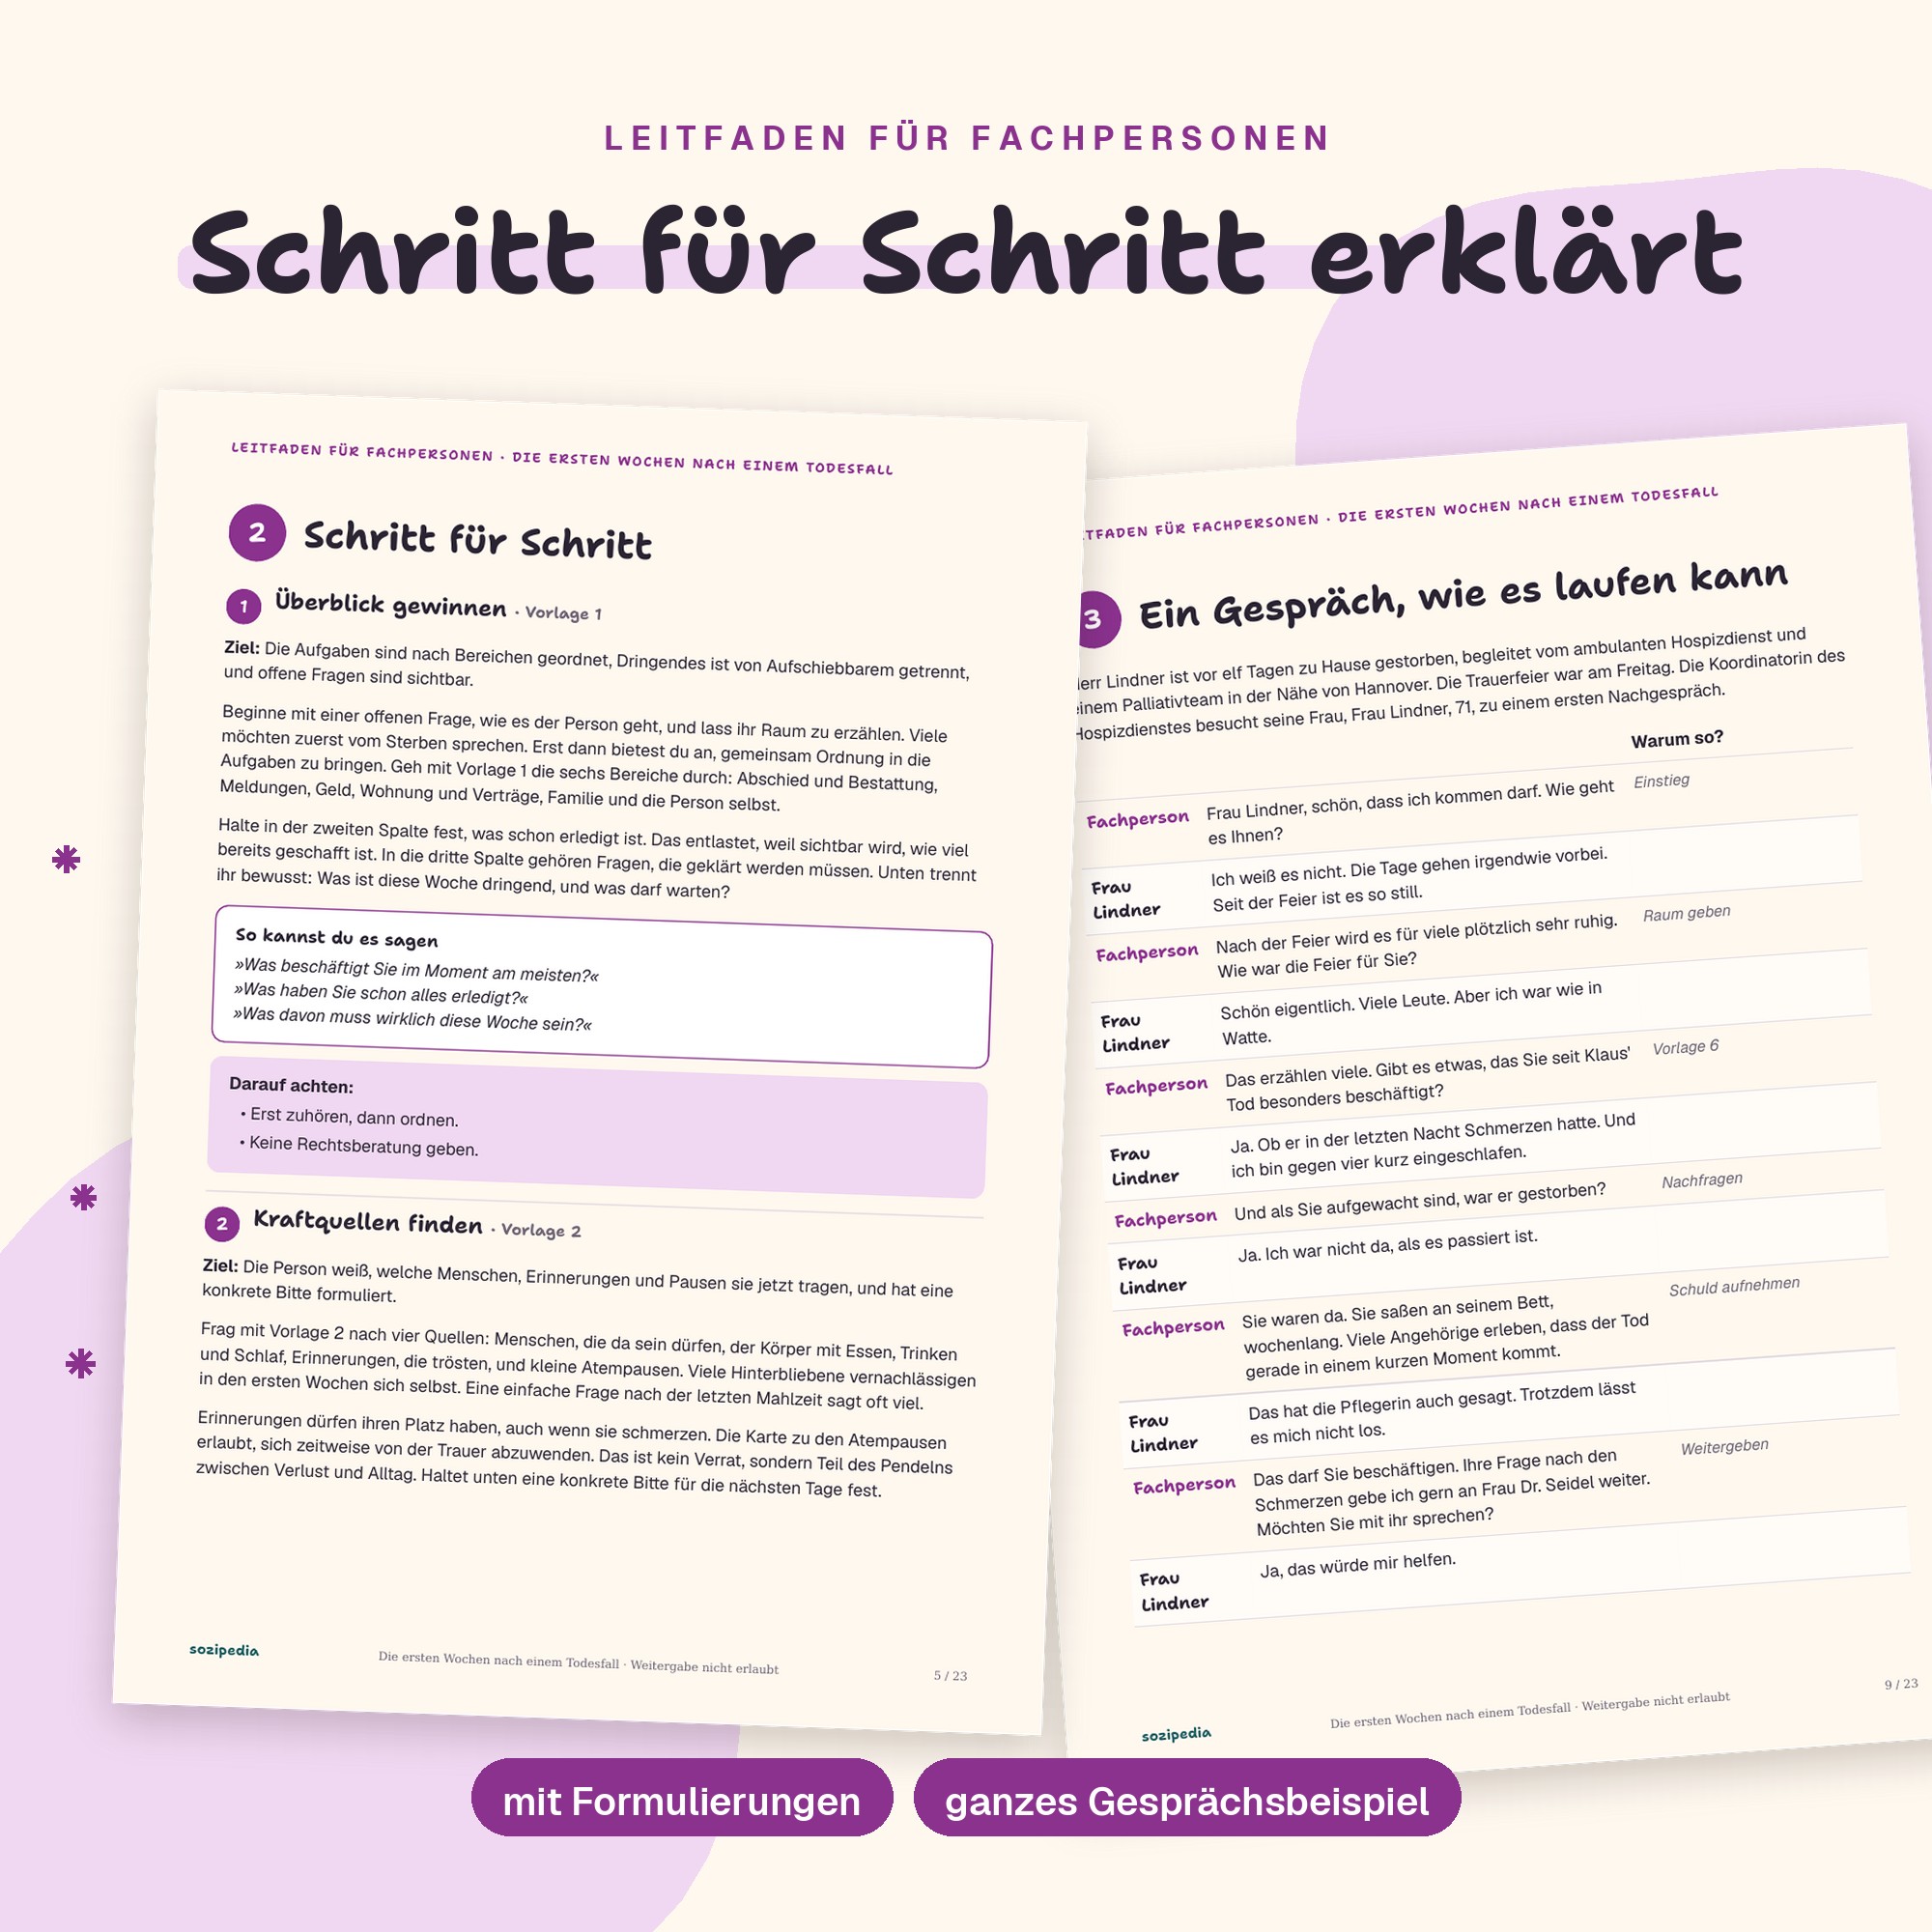 LEITFADEN FÜR FACHPERSONEN
Schritt für Schritt erklärt
LEITFADEN FÜR FACHPERSONEN · DIE ERSTEN WOCHEN NACH EINEM TODESFALL
2 Schritt für Schritt
1 Überblick gewinnen · Vorlage 1
Ziel: Die Aufgaben sind nach Bereichen geordnet, Dringendes ist von Aufschiebbarem getrennt,
und offene Fragen sind sichtbar.
Beginne mit einer offenen Frage, wie es der Person geht, und lass ihr Raum zu erzählen. Viele
möchten zuerst vom Sterben sprechen. Erst dann bietest du an, gemeinsam Ordnung in die
Aufgaben zu bringen. Geh mit Vorlage 1 die sechs Bereiche durch: Abschied und Bestattung,
Meldungen, Geld, Wohnung und Verträge, Familie und die Person selbst.
Halte in der zweiten Spalte fest, was schon erledigt ist. Das entlastet, weil sichtbar wird, wie viel
bereits geschafft ist. In die dritte Spalte gehören Fragen, die geklärt werden müssen. Unten trennt
ihr bewusst: Was ist diese Woche dringend, und was darf warten?
So kannst du es sagen
»Was beschäftigt Sie im Moment am meisten?«
»Was haben Sie schon alles erledigt?«
»Was davon muss wirklich diese Woche sein?«
Darauf achten:
• Erst zuhören, dann ordnen.
• Keine Rechtsberatung geben.
2 Kraftquellen finden · Vorlage 2
Ziel: Die Person weiß, welche Menschen, Erinnerungen und Pausen sie jetzt tragen, und hat eine
konkrete Bitte formuliert.
Frag mit Vorlage 2 nach vier Quellen: Menschen, die da sein dürfen, der Körper mit Essen, Trinken
und Schlaf, Erinnerungen, die trösten, und kleine Atempausen. Viele Hinterbliebene vernachlässigen
in den ersten Wochen sich selbst. Eine einfache Frage nach der letzten Mahlzeit sagt oft viel.
Erinnerungen dürfen ihren Platz haben, auch wenn sie schmerzen. Die Karte zu den Atempausen
erlaubt, sich zeitweise von der Trauer abzuwenden. Das ist kein Verrat, sondern Teil des Pendelns
zwischen Verlust und Alltag. Haltet unten eine konkrete Bitte für die nächsten Tage fest.
sozipedia Die ersten Wochen nach einem Todesfall · Weitergabe nicht erlaubt 5 / 23
TFADEN FÜR FACHPERSONEN · DIE ERSTEN WOCHEN NACH EINEM TODESFALL
3 Ein Gespräch, wie es laufen kann
Herr Lindner ist vor elf Tagen zu Hause gestorben, begleitet vom ambulanten Hospizdienst und
einem Palliativteam in der Nähe von Hannover. Die Trauerfeier war am Freitag. Die Koordinatorin des
Hospizdienstes besucht seine Frau, Frau Lindner, 71, zu einem ersten Nachgespräch.
Warum so?
Fachperson Frau Lindner, schön, dass ich kommen darf. Wie geht Einstieg
es Ihnen?
Frau Ich weiß es nicht. Die Tage gehen irgendwie vorbei.
Lindner Seit der Feier ist es so still.
Fachperson Nach der Feier wird es für viele plötzlich sehr ruhig. Raum geben
Wie war die Feier für Sie?
Frau Schön eigentlich. Viele Leute. Aber ich war wie in
Lindner Watte.
Fachperson Das erzählen viele. Gibt es etwas, das Sie seit Klaus' Vorlage 6
Tod besonders beschäftigt?
Frau Ja. Ob er in der letzten Nacht Schmerzen hatte. Und
Lindner ich bin gegen vier kurz eingeschlafen.
Fachperson Und als Sie aufgewacht sind, war er gestorben? Nachfragen
Frau Ja. Ich war nicht da, als es passiert ist.
Lindner
Fachperson Sie waren da. Sie saßen an seinem Bett, Schuld aufnehmen
wochenlang. Viele Angehörige erleben, dass der Tod
gerade in einem kurzen Moment kommt.
Frau Das hat die Pflegerin auch gesagt. Trotzdem lässt
Lindner es mich nicht los.
Fachperson Das darf Sie beschäftigen. Ihre Frage nach den Weitergeben
Schmerzen gebe ich gern an Frau Dr. Seidel weiter.
Möchten Sie mit ihr sprechen?
Frau Ja, das würde mir helfen.
Lindner
sozipedia Die ersten Wochen nach einem Todesfall · Weitergabe nicht erlaubt 9 / 23
mit Formulierungen
ganzes Gesprächsbeispiel